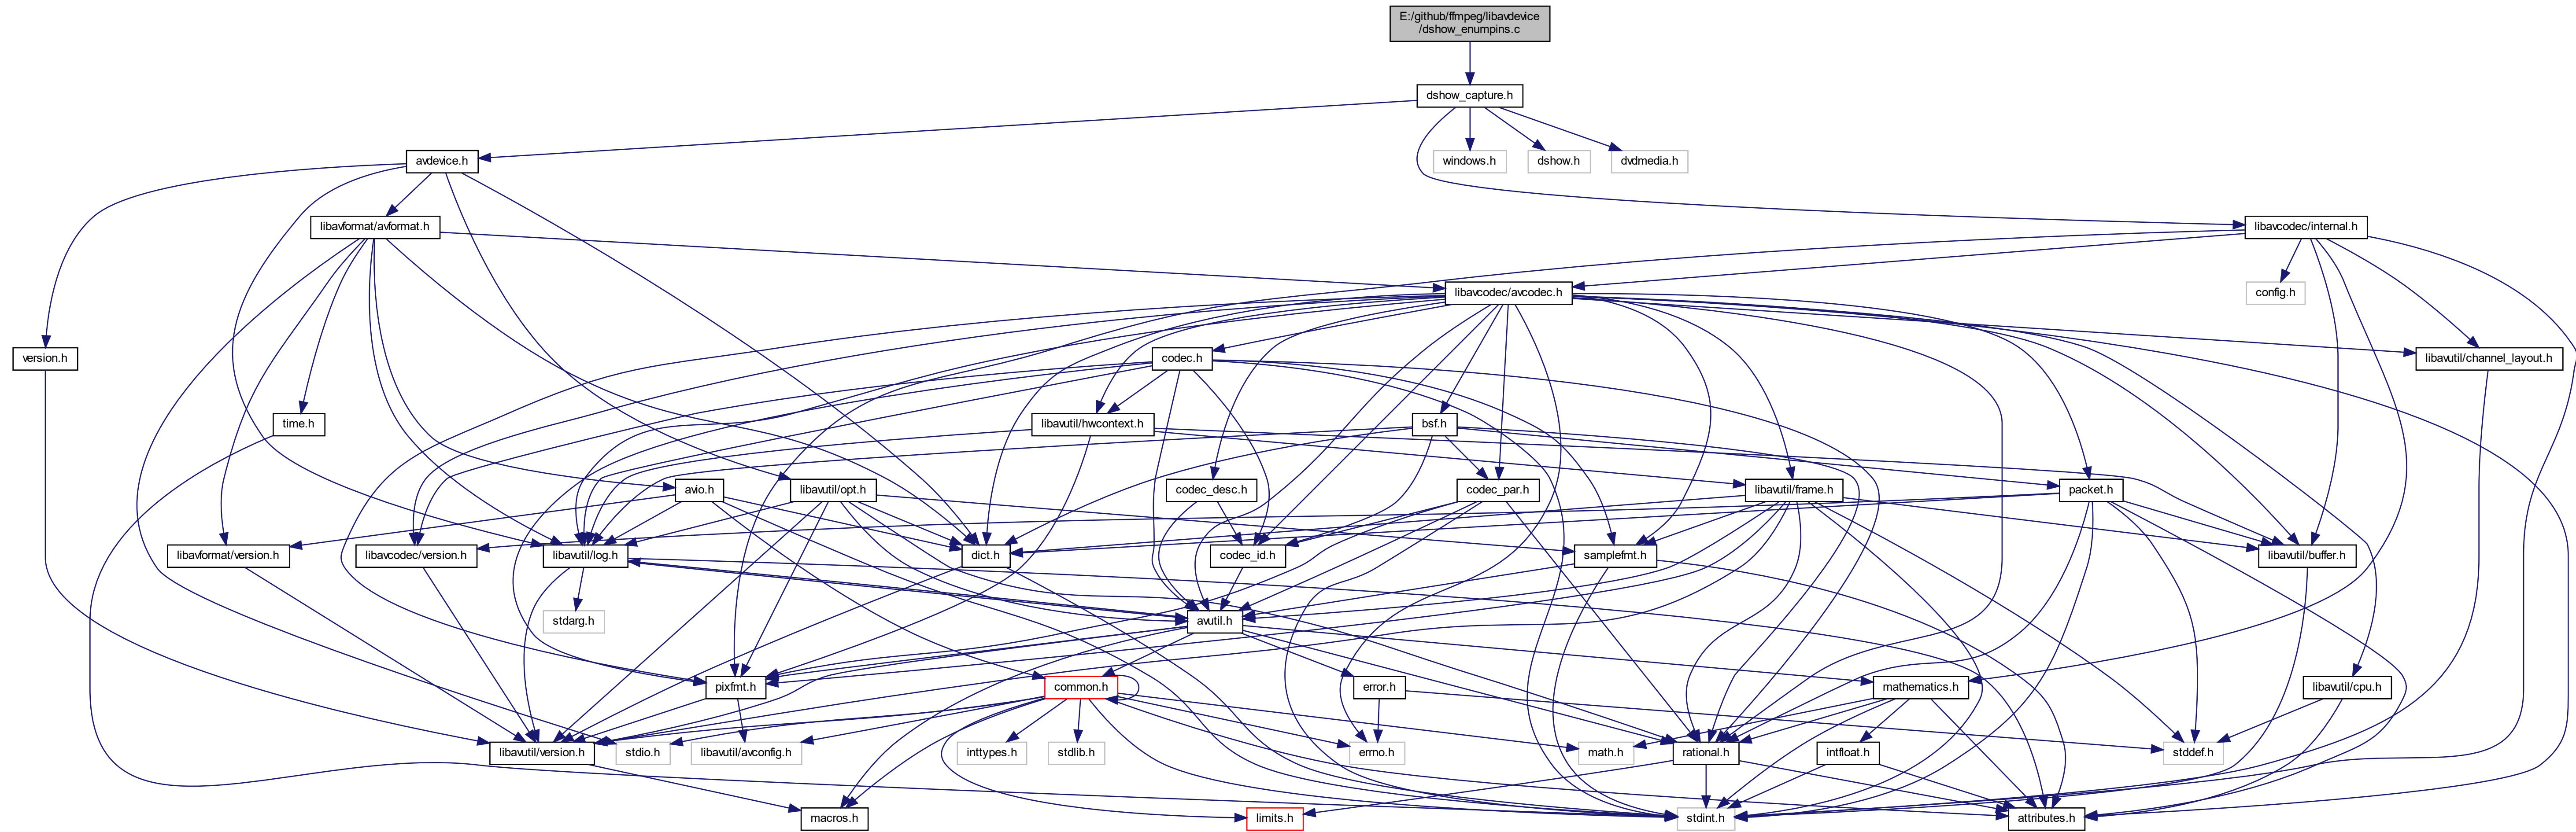 E:/github/ffmpeg/libavdevice
/dshow_enumpins.c
dshow_capture.h
avdevice.h
windows.h
dshow.h
dvdmedia.h
libavformat/avformat.h
libavcodec/internal.h
libavcodec/avcodec.h
config.h
version.h
codec.h
libavutil/channel_layout.h
time.h
libavutil/hwcontext.h
bsf.h
avio.h
libavutil/opt.h
codec_desc.h
codec_par.h
libavutil/frame.h
packet.h
libavformat/version.h
libavcodec/version.h
libavutil/log.h
dict.h
codec_id.h
samplefmt.h
libavutil/buffer.h
stdarg.h
avutil.h
pixfmt.h
common.h
error.h
mathematics.h
libavutil/cpu.h
libavutil/version.h
stdio.h
libavutil/avconfig.h
inttypes.h
stdlib.h
errno.h
math.h
rational.h
intfloat.h
stddef.h
macros.h
limits.h
stdint.h
attributes.h